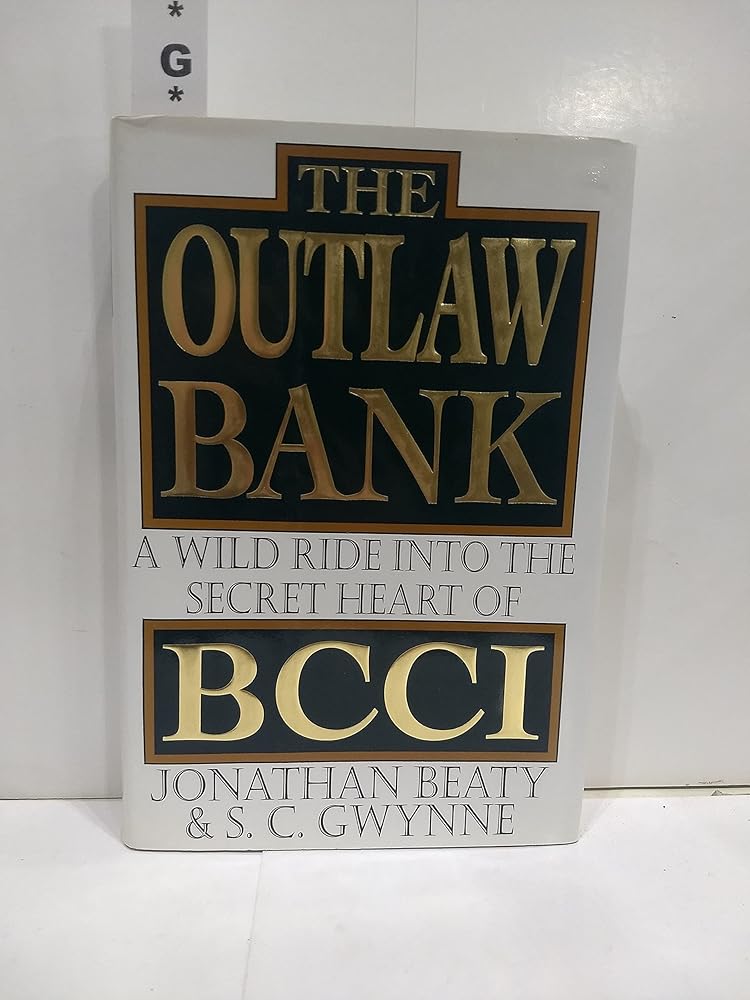 *
G
*
THE
OUTLAW
BANK
A WILD RIDE INTO THE
SECRET HEART OF
BCCI
JONATHAN BEATY
& S. C. GWYNNE